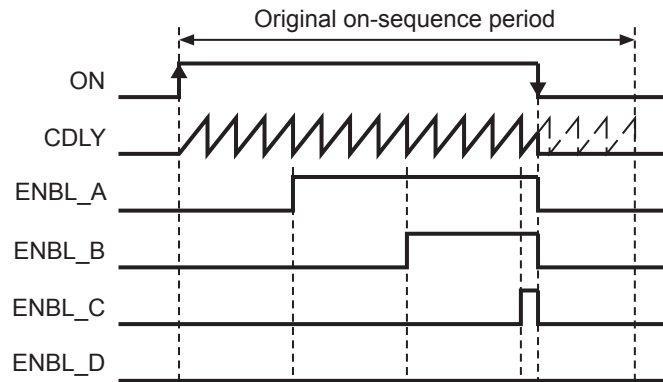 Original on-sequence period
ON
CDLY
ENBL_A
ENBL_B
ENBL_C
ENBL_D